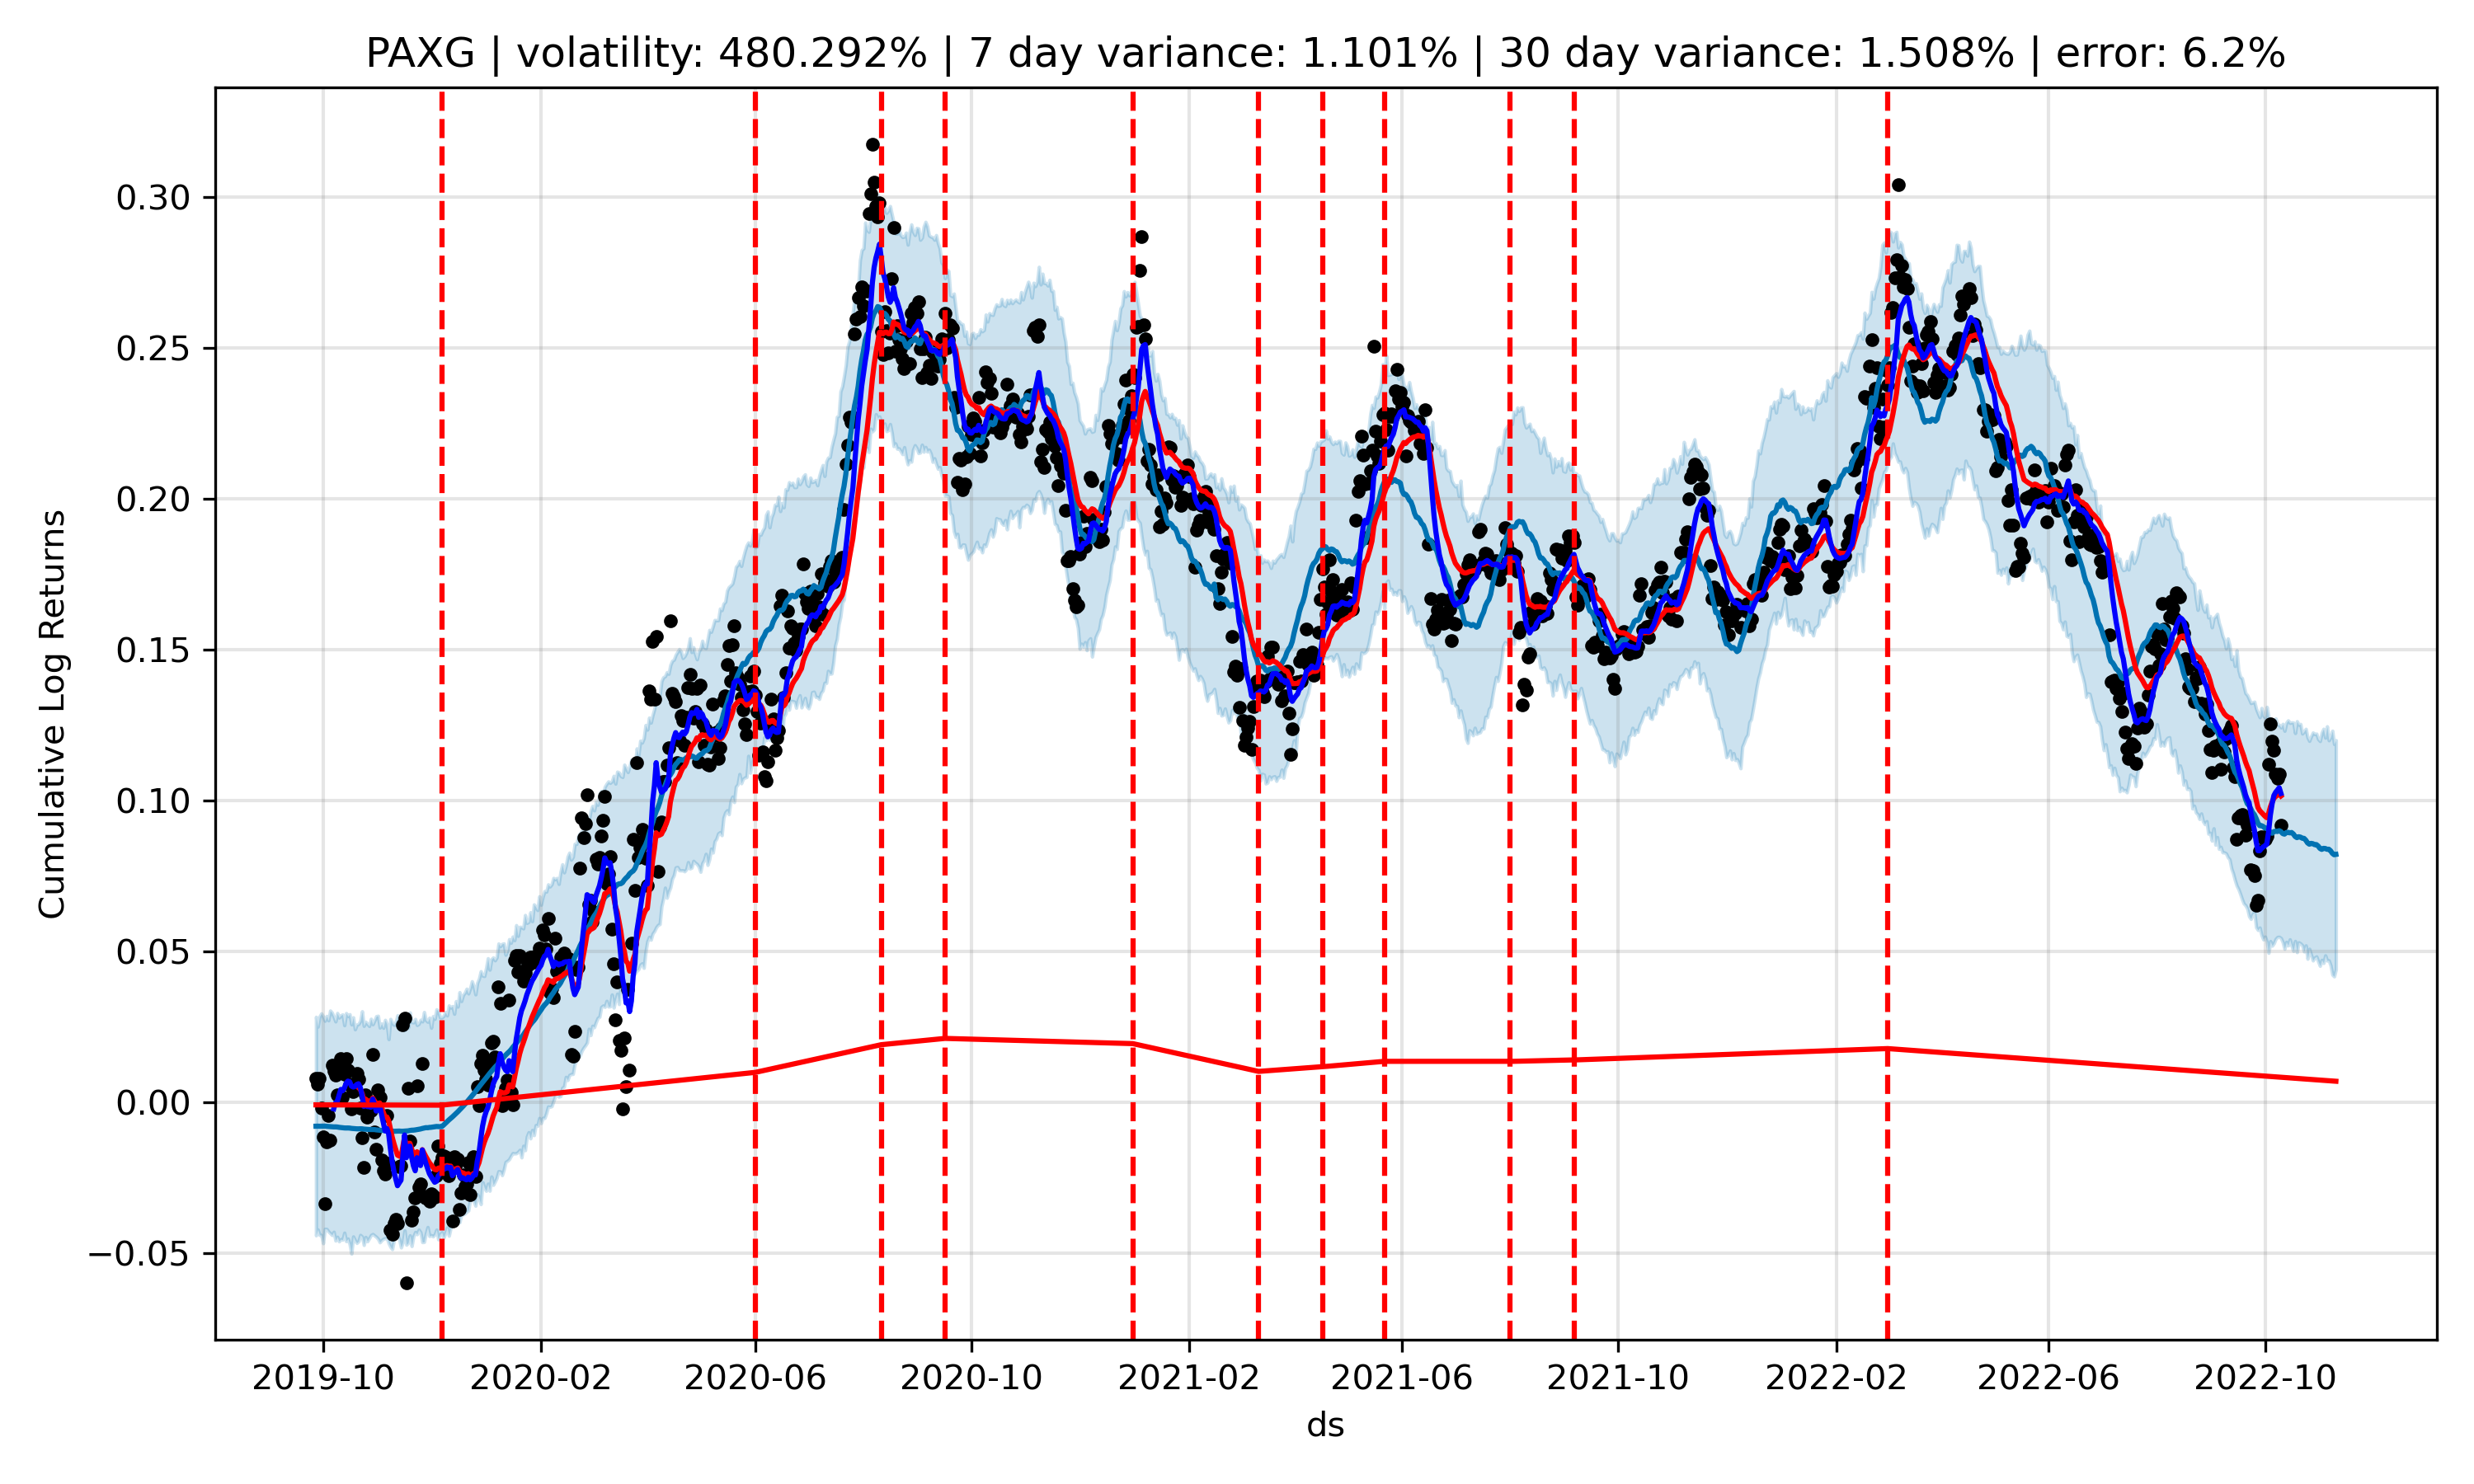 PAXG | volatility: 480.292% | 7 day variance: 1.101% | 30 day variance: 1.508% | error: 6.2%
Cumulative Log Returns
0.30
0.25
0.20
0.15
0.10
0.05
0.00
−0.05
2019-10 2020-02 2020-06 2020-10 2021-02 2021-06 2021-10 2022-02 2022-06 2022-10
ds